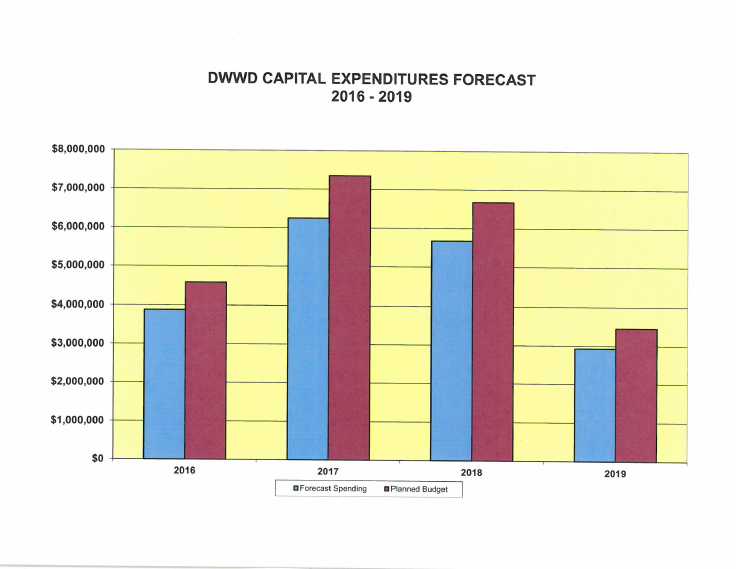 DWWD CAPITAL EXPENDITURES FORECAST
2016 - 2019
$8,000,000
$7,000,000
$6,000,000
$5,000,000
$4,000,000
$3,000,000
$2,000,000
$1,000,000
$0
2016 2017 2018 2019
Forecast Spending Planned Budget